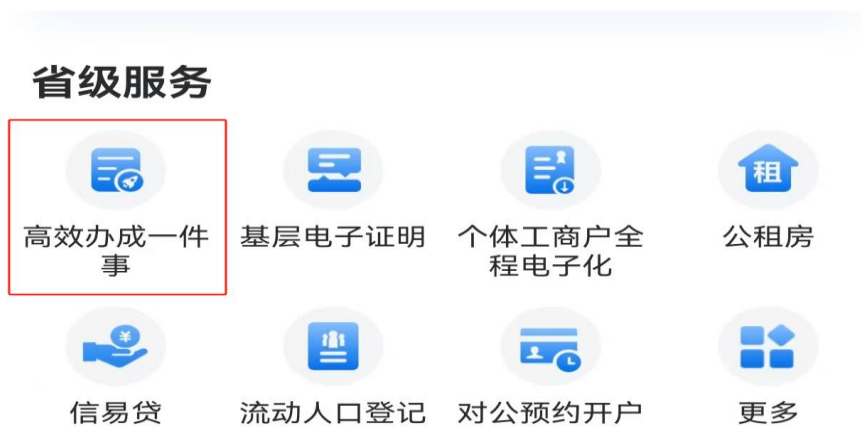 省级服务
租
高效办成一件
事
基层电子证明
个体工商户全
程电子化
公租房
¥
信易贷
流动人口登记
对公预约开户
更多